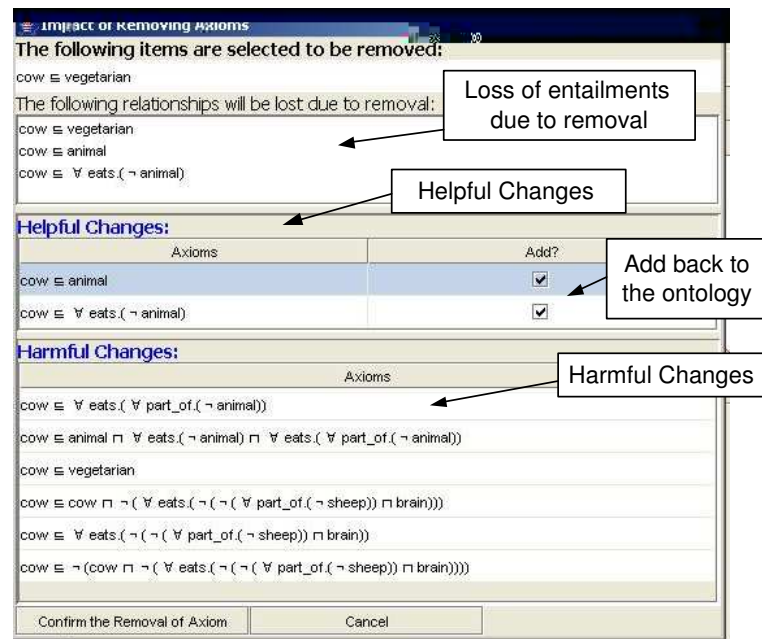 Impact of Removing Axioms
The following items are selected to be removed:
cow ⊑ vegetarian
The following relationships will be lost due to removal:
Loss of entailments
due to removal
cow ⊑ vegetarian
cow ⊑ animal
cow ⊑ ∀ eats.( ¬ animal)
Helpful Changes
Helpful Changes:
Axioms Add?
cow ⊑ animal
cow ⊑ ∀ eats.( ¬ animal)
Add back to
the ontology
Harmful Changes:
Axioms
Harmful Changes
cow ⊑ ∀ eats.( ∀ part_of.( ¬ animal))
cow ⊑ animal ⊓ ∀ eats.( ¬ animal) ⊓ ∀ eats.( ∀ part_of.( ¬ animal))
cow ⊑ vegetarian
cow ⊑ cow ⊓ ¬ ( ∀ eats.( ¬ ( ¬ ( ∀ part_of.( ¬ sheep)) ⊓ brain)))
cow ⊑ ∀ eats.( ¬ ( ¬ ( ∀ part_of.( ¬ sheep)) ⊓ brain))
cow ⊑ ¬ (cow ⊓ ¬ ( ∀ eats.( ¬ ( ¬ ( ∀ part_of.( ¬ sheep)) ⊓ brain))))
Confirm the Removal of Axiom Cancel